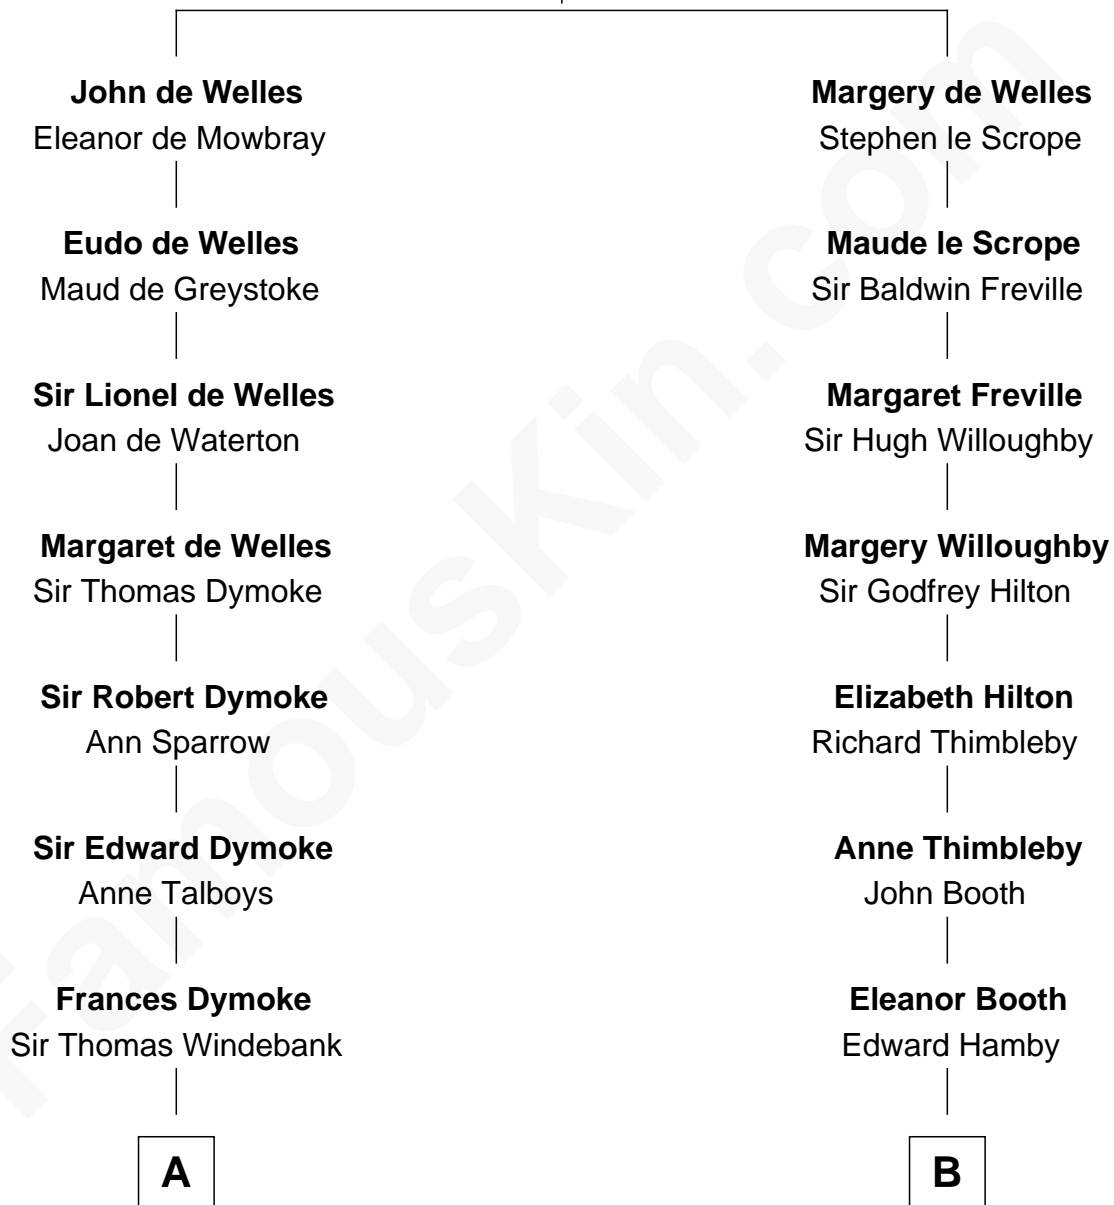 John de Welles
Eleanor de Mowbray
Eudo de Welles
Maud de Greystoke
Sir Lionel de Welles
Joan de Waterton
Margaret de Welles
Sir Thomas Dymoke
Sir Robert Dymoke
Ann Sparrow
Sir Edward Dymoke
Anne Talboys
Frances Dymoke
Sir Thomas Windebank
A
Margery de Welles
Stephen le Scrope
Maude le Scrope
Sir Baldwin Freville
Margaret Freville
Sir Hugh Willoughby
Margery Willoughby
Sir Godfrey Hilton
Elizabeth Hilton
Richard Thimbleby
Anne Thimbleby
John Booth
Eleanor Booth
Edward Hamby
B
FamousKin.com